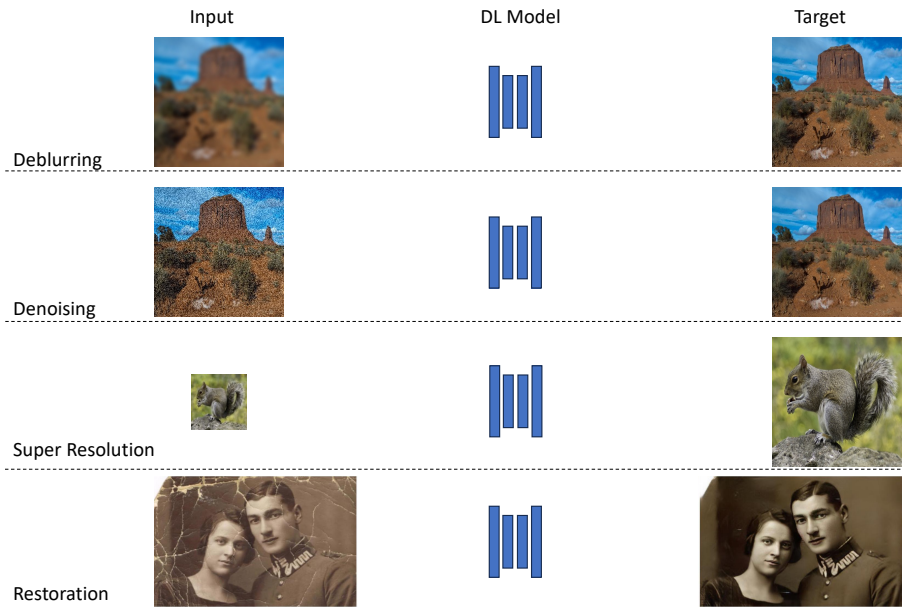 Input
DL Model
Target
Deblurring
Denoising
Super Resolution
Restoration